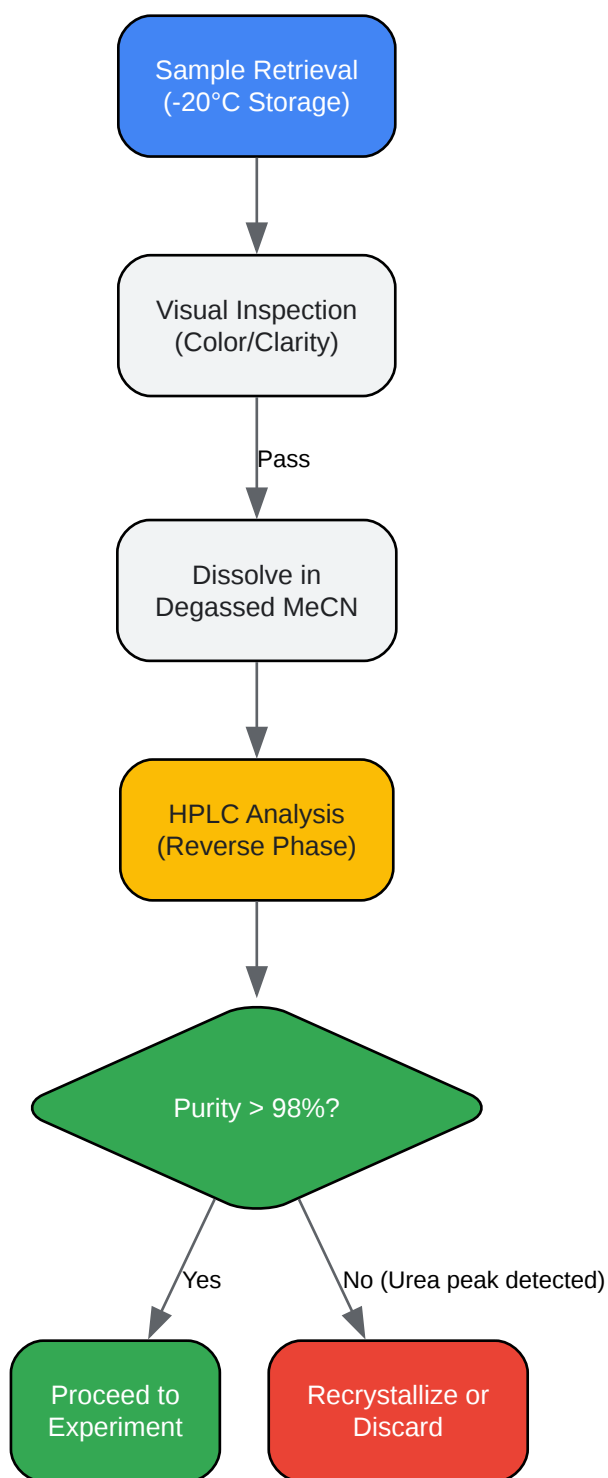 Sample Retrieval
(-20°C Storage)
Visual Inspection
(Color/Clarity)
Pass
Dissolve in
Degassed MeCN
HPLC Analysis
(Reverse Phase)
Purity > 98%?
Yes
No (Urea peak detected)
Proceed to
Experiment
Recrystallize or
Discard